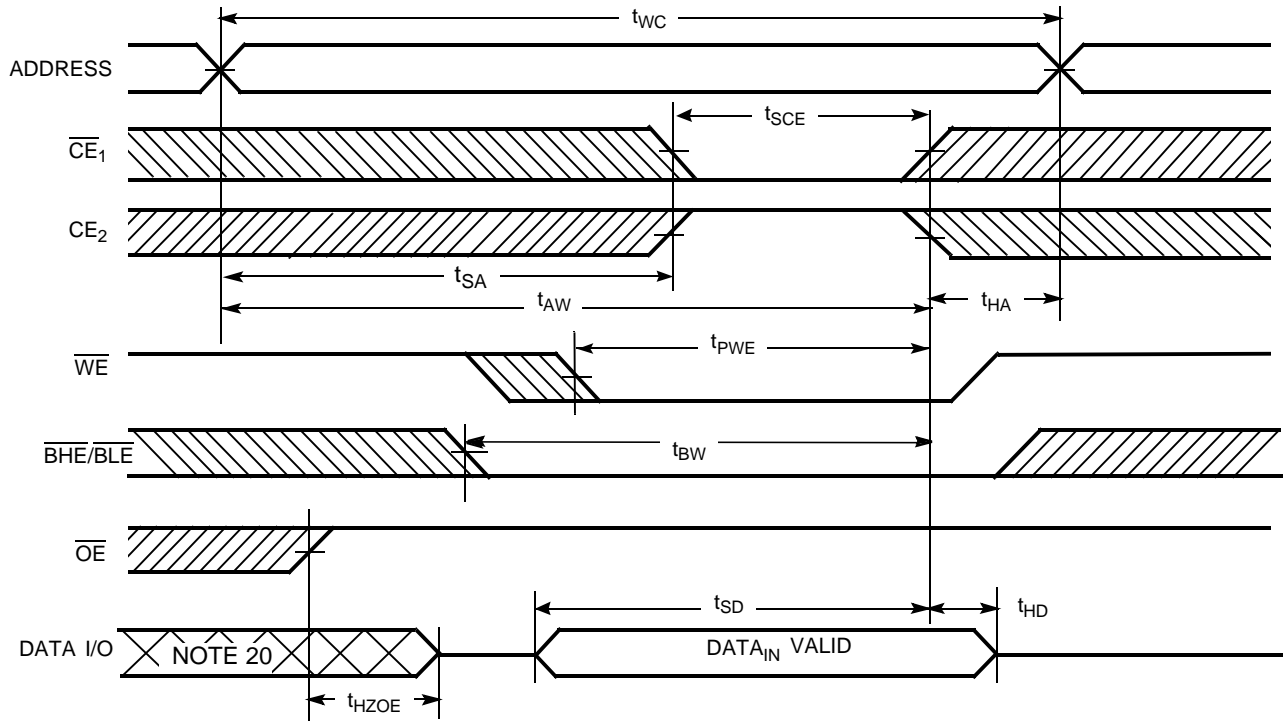 tWC
ADDRESS
tSCE
CE1
CE2
tSA
tAW
tHA
tPWE
WE
BHE/BLE
tBW
OE
tSD
tHD
DATA I/O
NOTE 20
DATAIN VALID
tHZOE